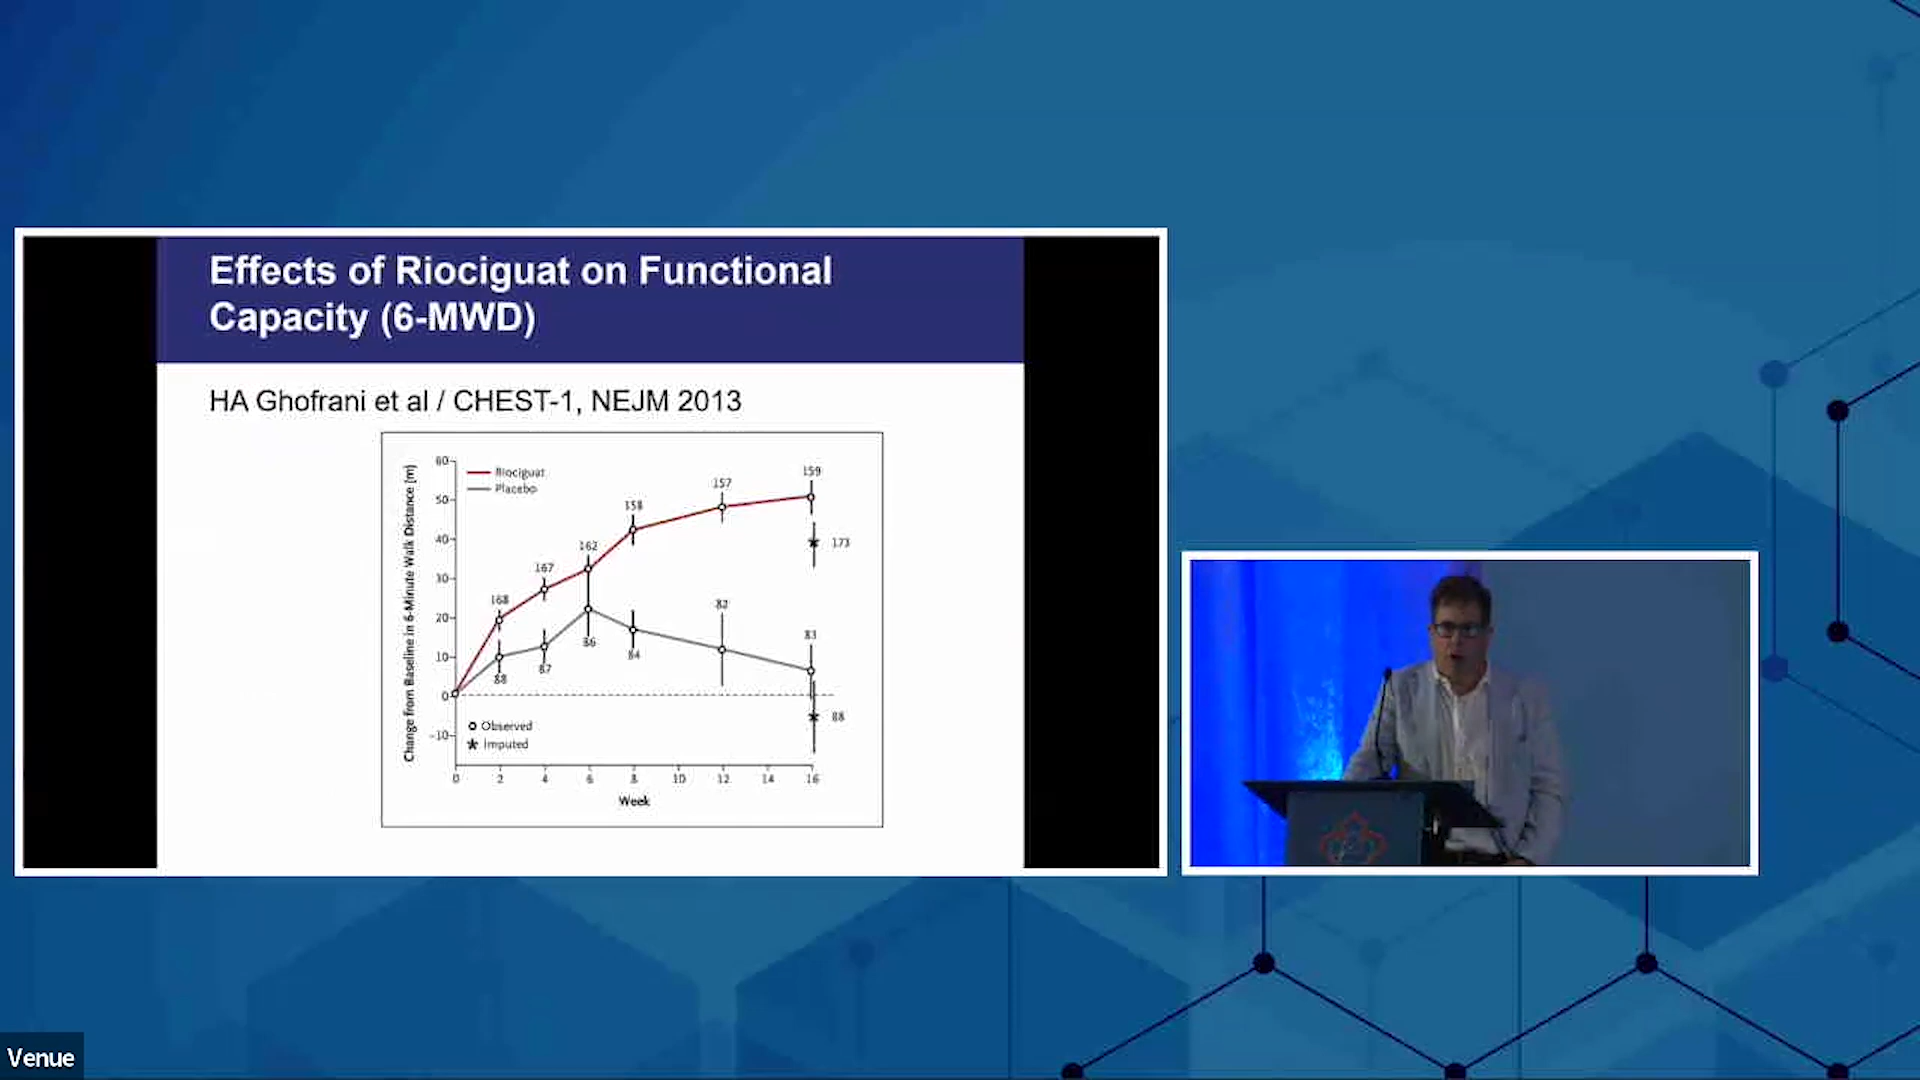 Effects of Riociguat on Functional
Capacity (6-MWD)
HA Ghofrani et al / CHEST-1, NEJM 2013
Change from Baseline in 6-Minute Walk Distance (m)
60
50
40
30
20
10
0
-10
Riociguat
Placebo
168
167
162
158
157
159
173
88
87
86
84
82
83
88
Observed
Imputed
0 2 4 6 8 10 12 14 16
Week
Venue